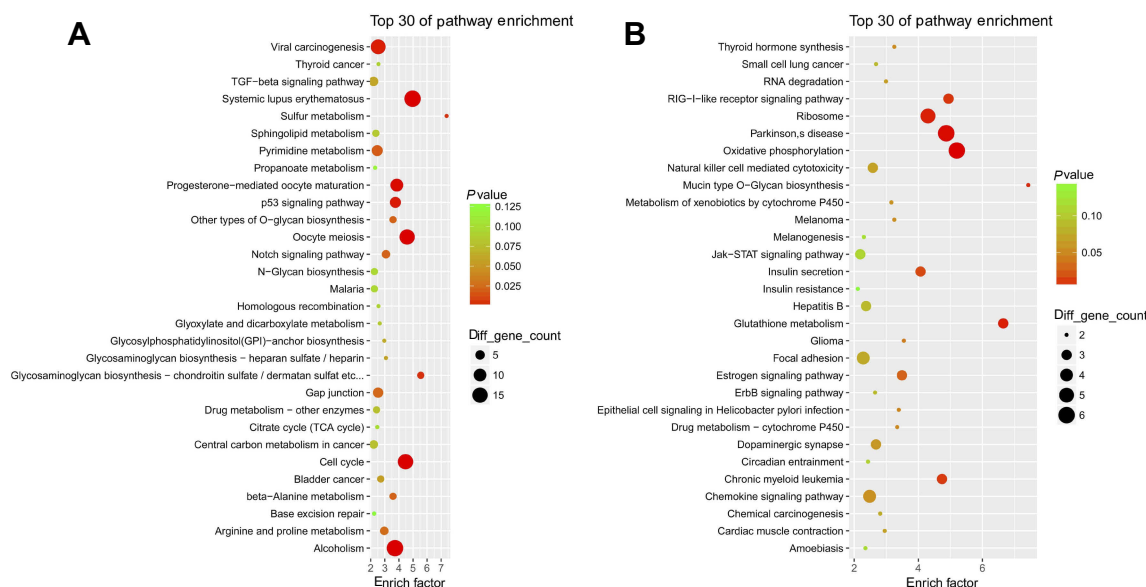 A
Top 30 of pathway enrichment
Viral carcinogenesis
Thyroid cancer
TGF−beta signaling pathway
Systemic lupus erythematosus
Sulfur metabolism
Sphingolipid metabolism
Pyrimidine metabolism
Propanoate metabolism
Progesterone−mediated oocyte maturation
p53 signaling pathway
Other types of O−glycan biosynthesis
Oocyte meiosis
Notch signaling pathway
N−Glycan biosynthesis
Malaria
Homologous recombination
Glyoxylate and dicarboxylate metabolism
Glycosylphosphatidylinositol(GPI)−anchor biosynthesis
Glycosaminoglycan biosynthesis − heparan sulfate / heparin
Glycosaminoglycan biosynthesis − chondroitin sulfate / dermatan sulfat etc...
Gap junction
Drug metabolism − other enzymes
Citrate cycle (TCA cycle)
Central carbon metabolism in cancer
Cell cycle
Bladder cancer
beta−Alanine metabolism
Base excision repair
Arginine and proline metabolism
Alcoholism
2 3 4 5 6 7
Enrich factor
Pvalue
0.125
0.100
0.075
0.050
0.025
Diff_gene_count
5
10
15
B
Top 30 of pathway enrichment
Thyroid hormone synthesis
Small cell lung cancer
RNA degradation
RIG−I−like receptor signaling pathway
Ribosome
Parkinson,s disease
Oxidative phosphorylation
Natural killer cell mediated cytotoxicity
Mucin type O−Glycan biosynthesis
Metabolism of xenobiotics by cytochrome P450
Melanoma
Melanogenesis
Jak−STAT signaling pathway
Insulin secretion
Insulin resistance
Hepatitis B
Glutathione metabolism
Glioma
Focal adhesion
Estrogen signaling pathway
ErbB signaling pathway
Epithelial cell signaling in Helicobacter pylori infection
Drug metabolism − cytochrome P450
Dopaminergic synapse
Circadian entrainment
Chronic myeloid leukemia
Chemokine signaling pathway
Chemical carcinogenesis
Cardiac muscle contraction
Amoebiasis
2 4 6
Enrich factor
Pvalue
0.10
0.05
Diff_gene_count
2
3
4
5
6